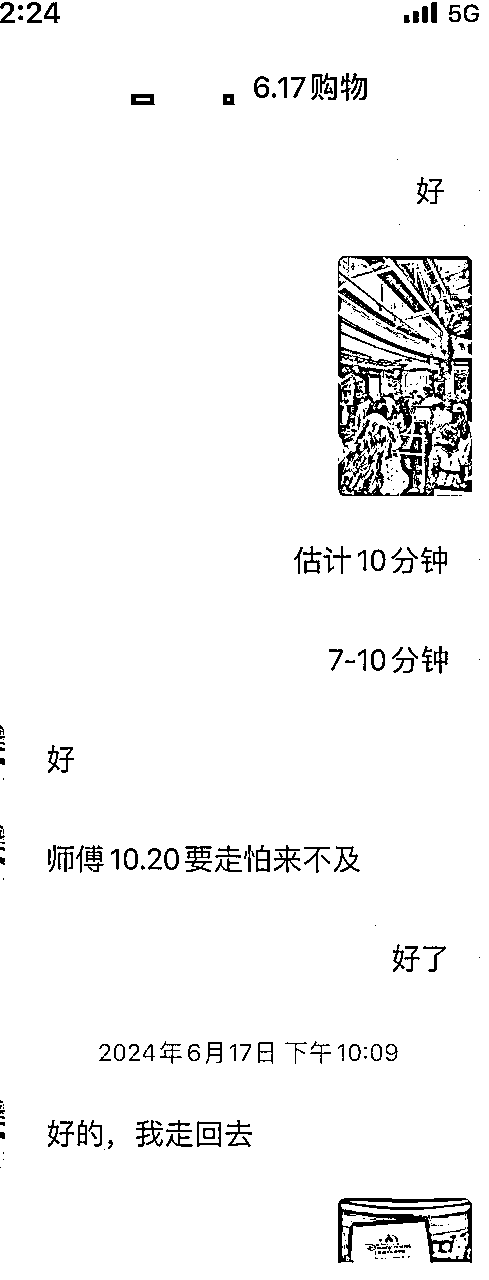 2:24 5G
6.17购物
好
估计10分钟
7-10分钟
好
师傅10.20要走怕来不及
好了
2024年6月17日 下午10:09
好的，我走回去